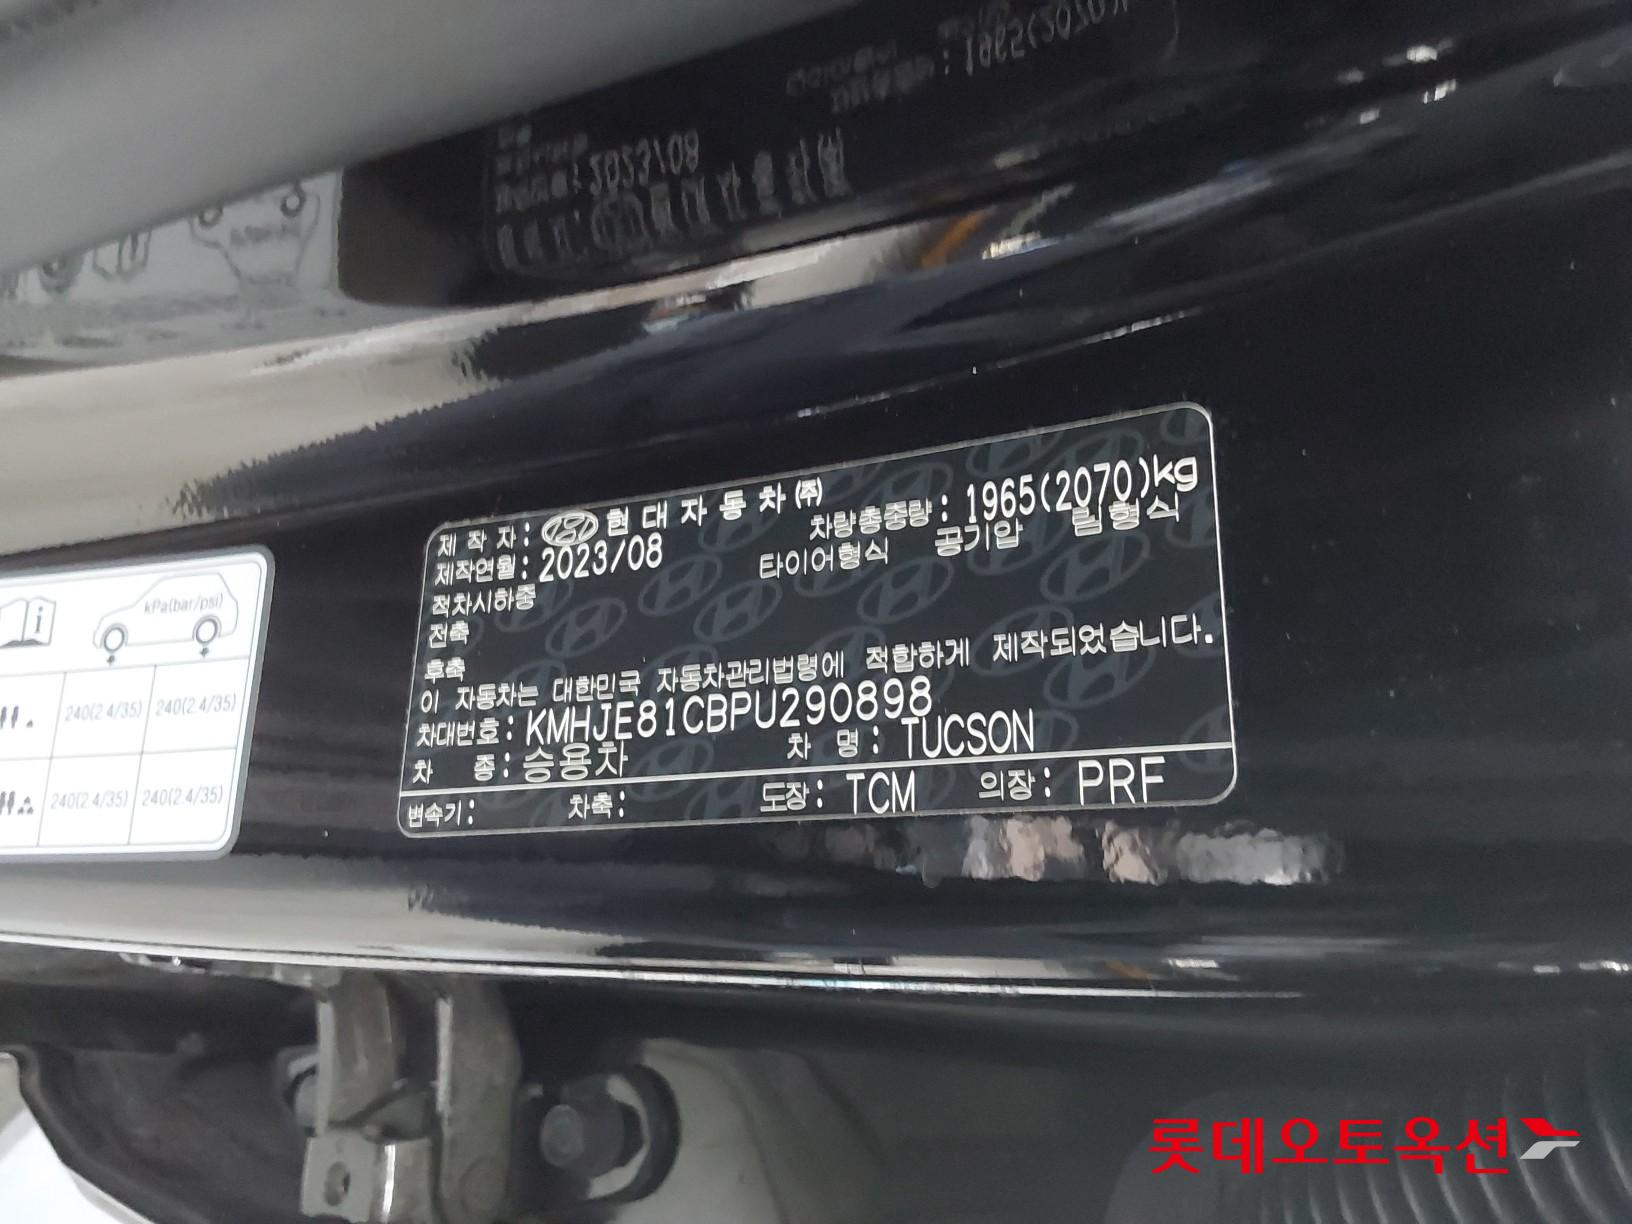 제 작 자 : 현 대 자 동 차 ㈜
제작연월 : 2023/08 차량총중량 : 1965(2070)kg
적차시하중 타이어형식 공기압 림형식
전축
후축
이 자동차는 대한민국 자동차관리법령에 적합하게 제작되었습니다.
차대번호 : KMHJE81CBPU290898
차 종 : 승용차 차 명 : TUCSON
변속기 : 차축 : 도장 : TCM 의장 : PRF
kPa(bar/psi)
240(2.4/35) 240(2.4/35)
240(2.4/35) 240(2.4/35)
롯데오토옥션